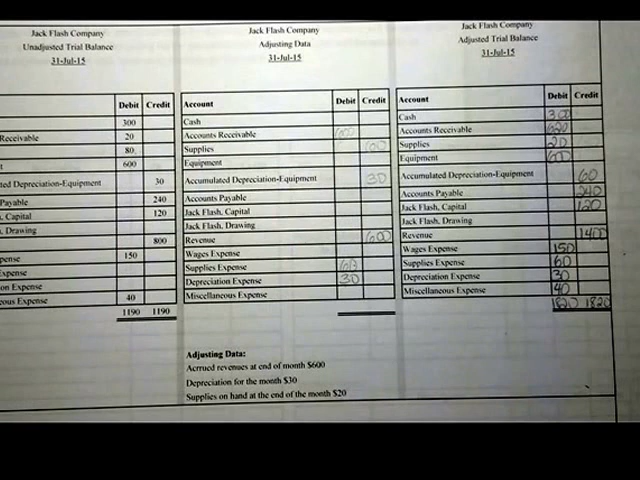 Jack Flash Company
Unadjusted Trial Balance
31-Jul-15
Debit Credit
300
Receivable 20
80
t 600
ted Depreciation-Equipment 30
Payable 240
, Capital 120
, Drawing
800
pense 150
xpense
on Expense
eous Expense 40
1190 1190
Jack Flash Company
Adjusting Data
31-Jul-15
Account Debit Credit
Cash
Accounts Receivable 600
Supplies 60
Equipment
Accumulated Depreciation-Equipment 30
Accounts Payable
Jack Flash, Capital
Jack Flash, Drawing
Revenue 600
Wages Expense
Supplies Expense 60
Depreciation Expense 30
Miscellaneous Expense
Adjusting Data:
Acrrued revenues at end of month $600
Depreciation for the month $30
Supplies on hand at the end of the month $20
Jack Flash Company
Adjusted Trial Balance
31-Jul-15
Account Debit Credit
Cash 300
Accounts Receivable 620
Supplies 20
Equipment 600
Accumulated Depreciation-Equipment 60
Accounts Payable 240
Jack Flash, Capital 120
Jack Flash, Drawing
Revenue 1400
Wages Expense 150
Supplies Expense 60
Depreciation Expense 30
Miscellaneous Expense 40
1820 1820